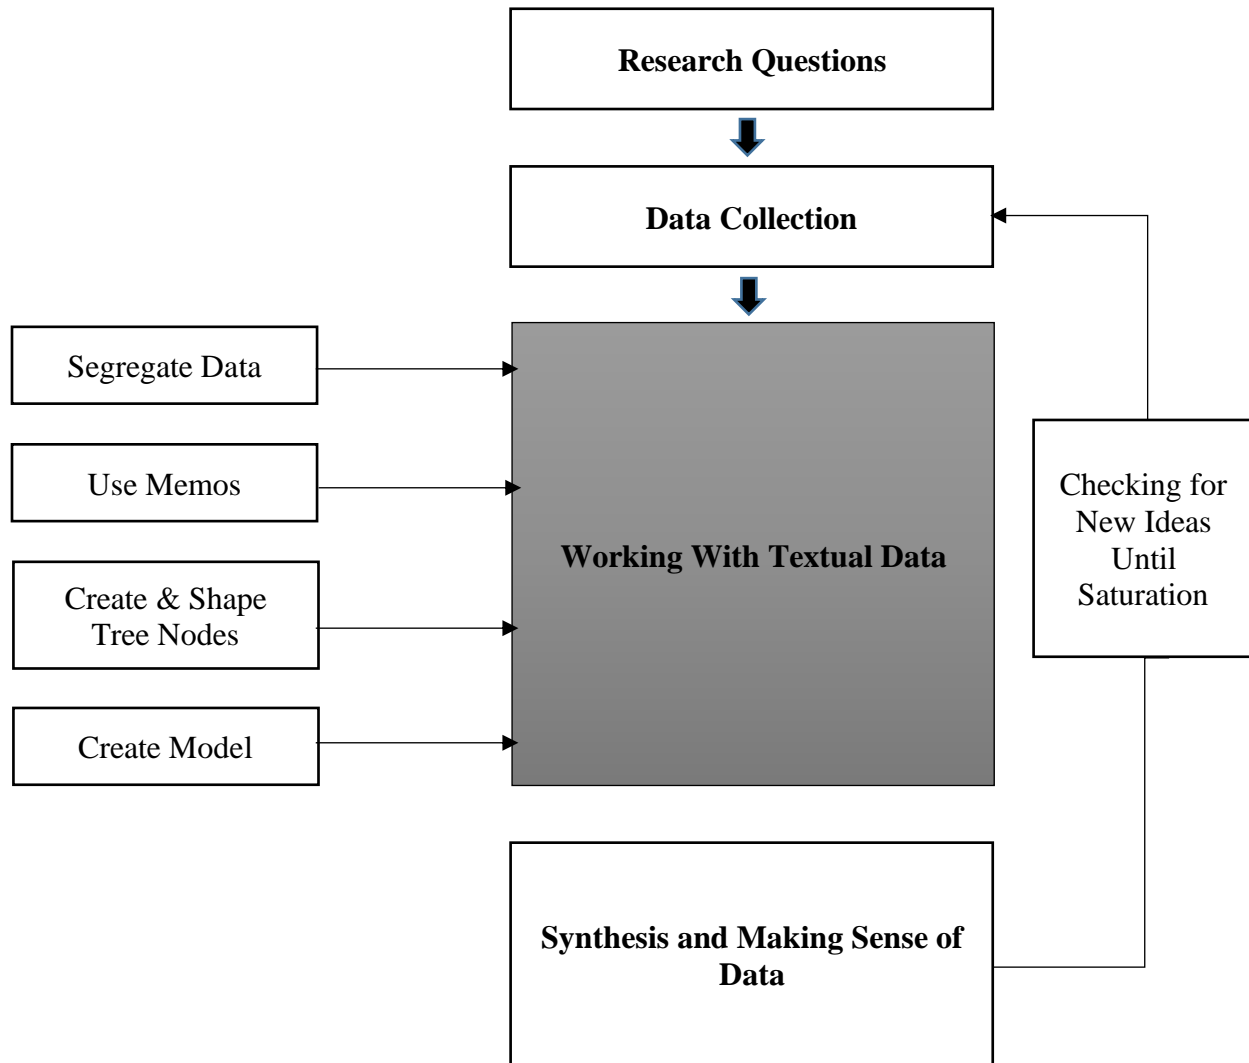 Research Questions
Data Collection
Segregate Data
Use Memos
Create & Shape
Tree Nodes
Create Model
Working With Textual Data
Checking for
New Ideas
Until
Saturation
Synthesis and Making Sense of
Data